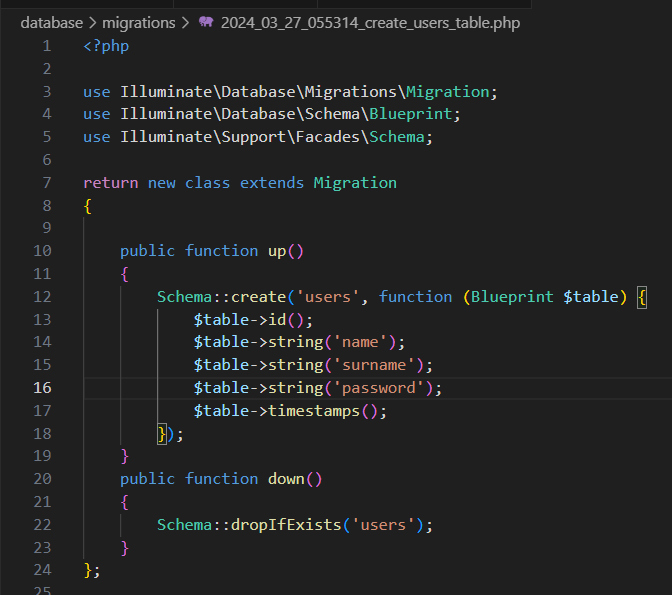 database > migrations > 2024_03_27_055314_create_users_table.php
1 <?php
2
3 use Illuminate\Database\Migrations\Migration;
4 use Illuminate\Database\Schema\Blueprint;
5 use Illuminate\Support\Facades\Schema;
6
7 return new class extends Migration
8 {
9
10     public function up()
11     {
12         Schema::create('users', function (Blueprint $table) {
13             $table->id();
14             $table->string('name');
15             $table->string('surname');
16             $table->string('password');
17             $table->timestamps();
18         });
19     }
20     public function down()
21     {
22         Schema::dropIfExists('users');
23     }
24 };
25